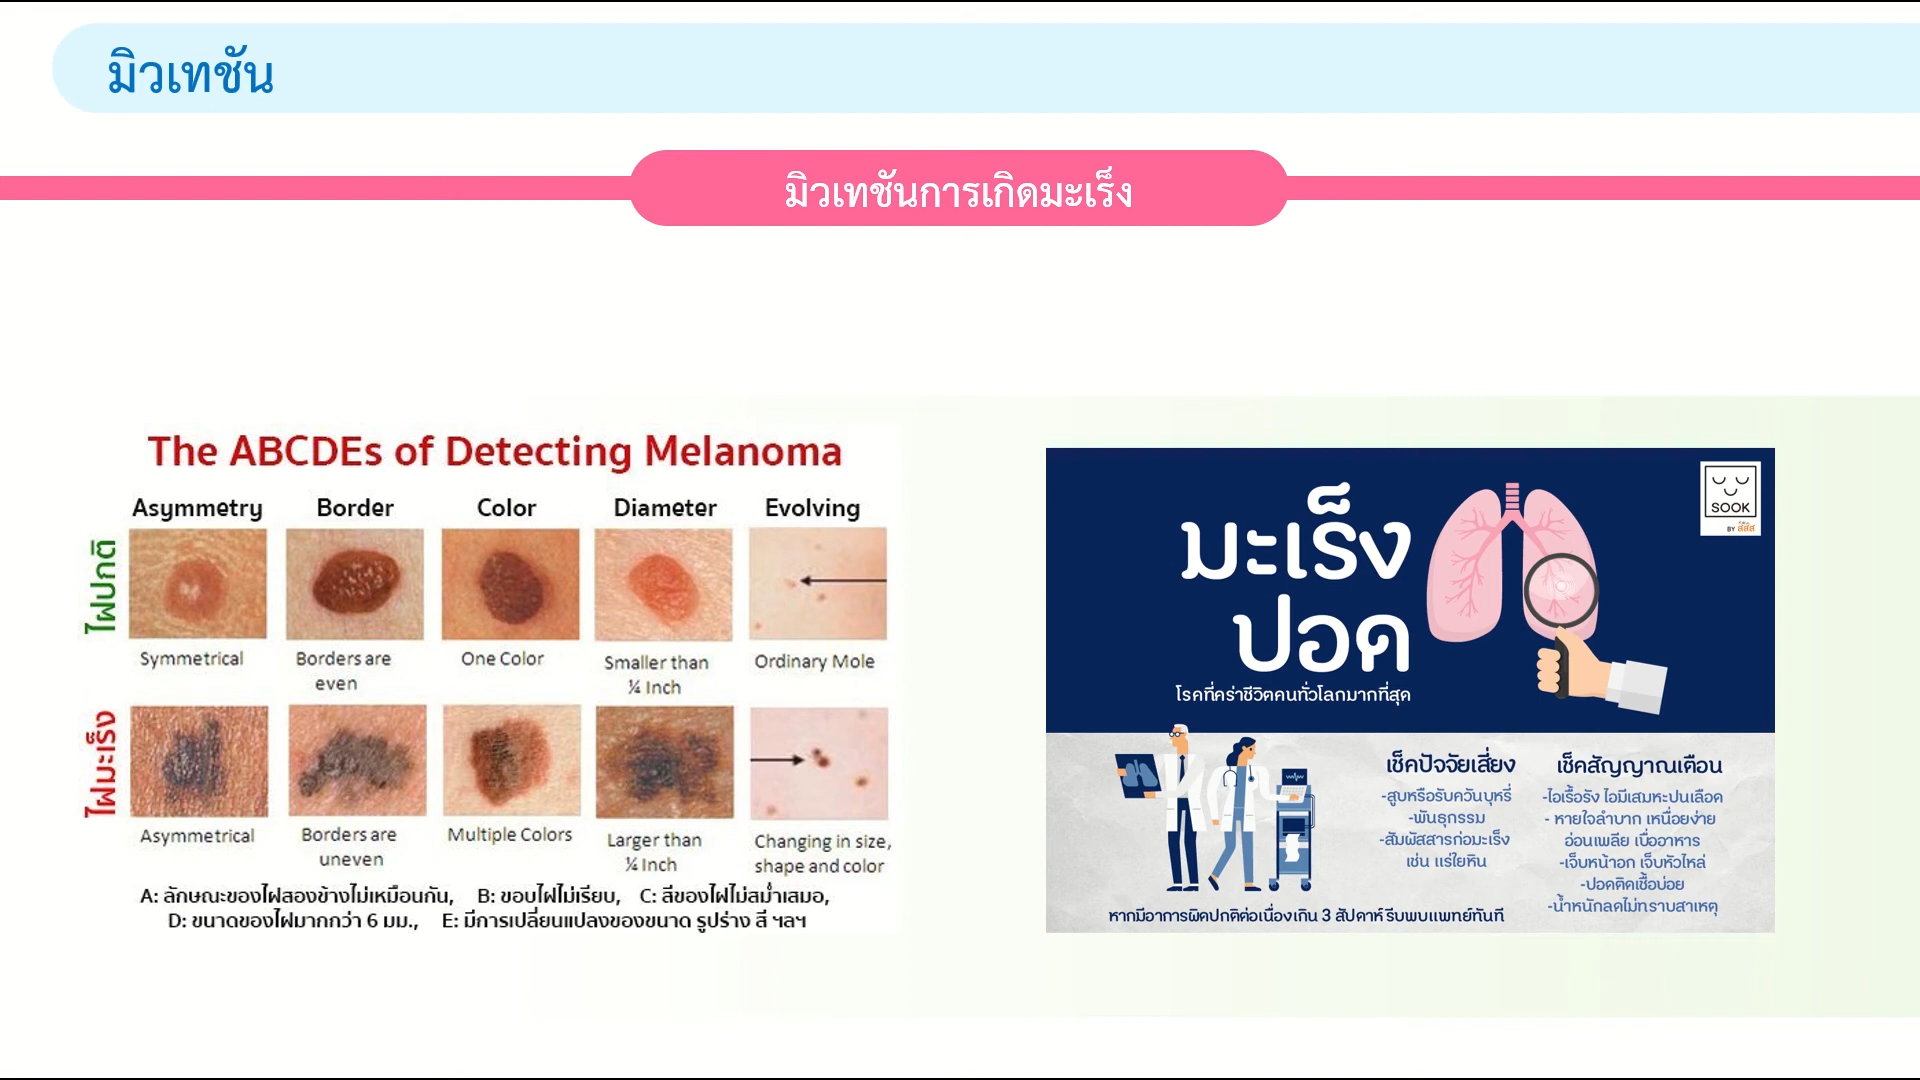 มิวเทชัน
มิวเทชันการเกิดมะเร็ง
The ABCDEs of Detecting Melanoma
Asymmetry Border Color Diameter Evolving
ไฝปกติ
Symmetrical
Borders are
even
One Color
Smaller than
¼ Inch
Ordinary Mole
ไฝมะเร็ง
Asymmetrical
Borders are
uneven
Multiple Colors
Larger than
¼ Inch
Changing in size,
shape and color
A: ลักษณะของไฝสองข้างไม่เหมือนกัน, B: ขอบไฝไม่เรียบ, C: สีของไฝไม่สม่ำเสมอ,
D: ขนาดของไฝมากกว่า 6 มม., E: มีการเปลี่ยนแปลงของขนาด รูปร่าง สี ฯลฯ
มะเร็ง
ปอด
โรคที่คร่าชีวิตคนทั่วโลกมากที่สุด
SOOK
BY สสส
เช็คปัจจัยเสี่ยง
-สูบหรือรับควันบุหรี่
-พันธุกรรม
-สัมผัสสารก่อมะเร็ง
เช่น แร่ใยหิน
เช็คสัญญาณเตือน
-ไอเรื้อรัง ไอมีเสมหะปนเลือด
- หายใจลำบาก เหนื่อยง่าย
อ่อนเพลีย เบื่ออาหาร
-เจ็บหน้าอก เจ็บหัวไหล่
-ปอดติดเชื้อบ่อย
-น้ำหนักลดไม่ทราบสาเหตุ
หากมีอาการผิดปกติต่อเนื่องเกิน 3 สัปดาห์ รีบพบแพทย์ทันที